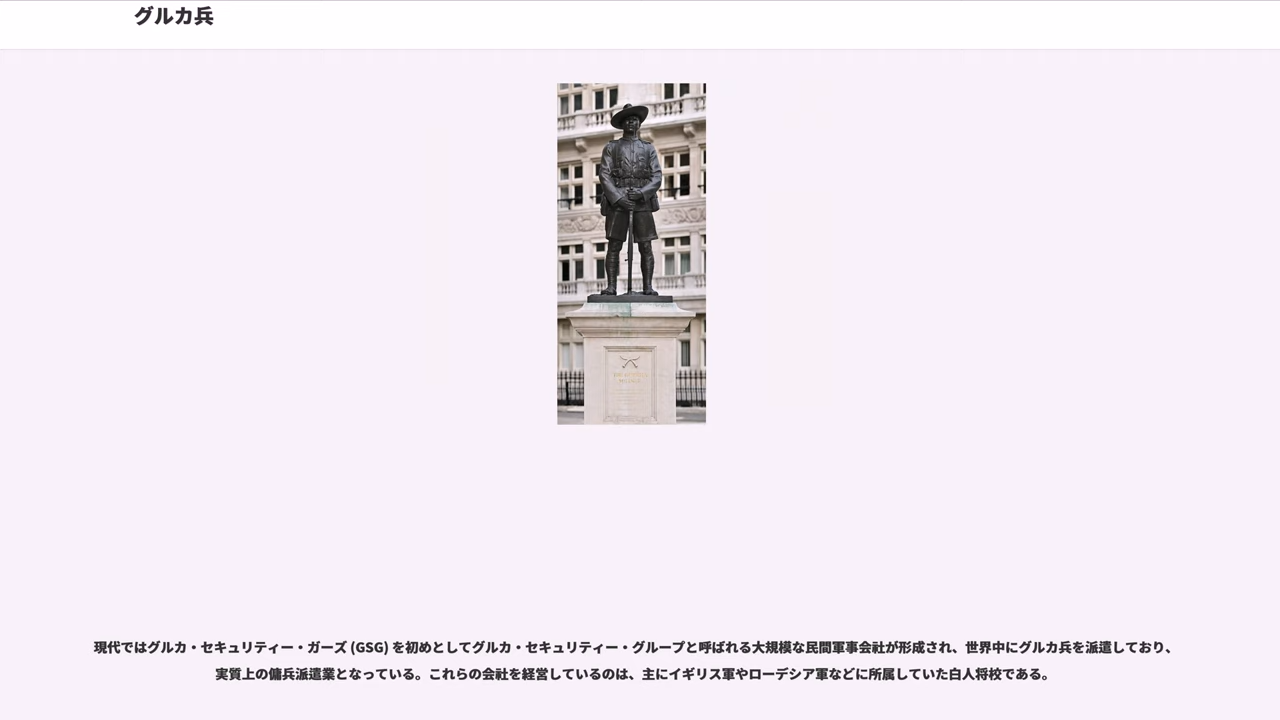 グルカ兵
現代ではグルカ・セキュリティー・ガーズ (GSG) を初めとしてグルカ・セキュリティー・グループと呼ばれる大規模な民間軍事会社が形成され、世界中にグルカ兵を派遣しており、
実質上の傭兵派遣業となっている。これらの会社を経営しているのは、主にイギリス軍やローデシア軍などに所属していた白人将校である。